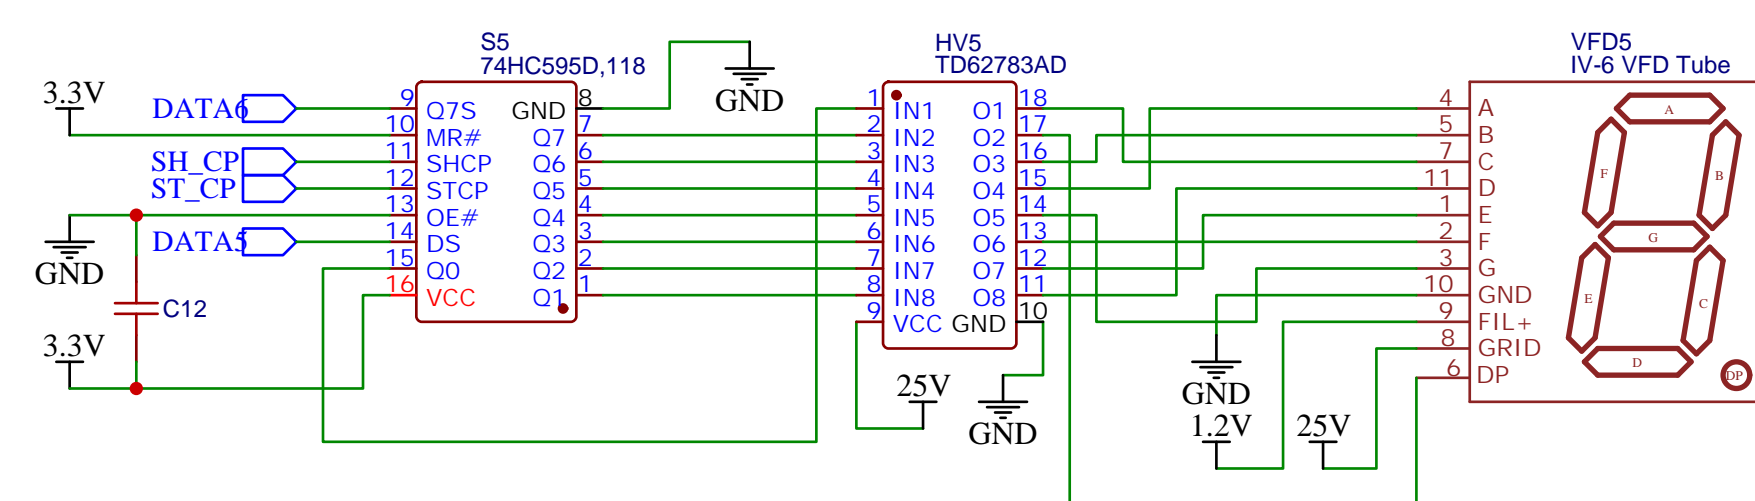 S5
74HC595D,118
3.3V
DATA6
SH_CP
ST_CP
GND
DATA5
C12
3.3V
9 Q7S
10 MR#
11 SHCP
12 STCP
13 OE#
14 DS
15 Q0
16 VCC
GND 8
Q7 7
Q6 6
Q5 5
Q4 4
Q3 3
Q2 2
Q1 1
GND
HV5
TD62783AD
1 IN1
2 IN2
3 IN3
4 IN4
5 IN5
6 IN6
7 IN7
8 IN8
9 VCC
O1 18
O2 17
O3 16
O4 15
O5 14
O6 13
O7 12
O8 11
GND 10
25V
GND
VFD5
IV-6 VFD Tube
4 A
5 B
7 C
11 D
1 E
2 F
3 G
10 GND
9 FIL+
8 GRID
6 DP
GND
1.2V
25V
A
F
B
G
E
C
D
DP